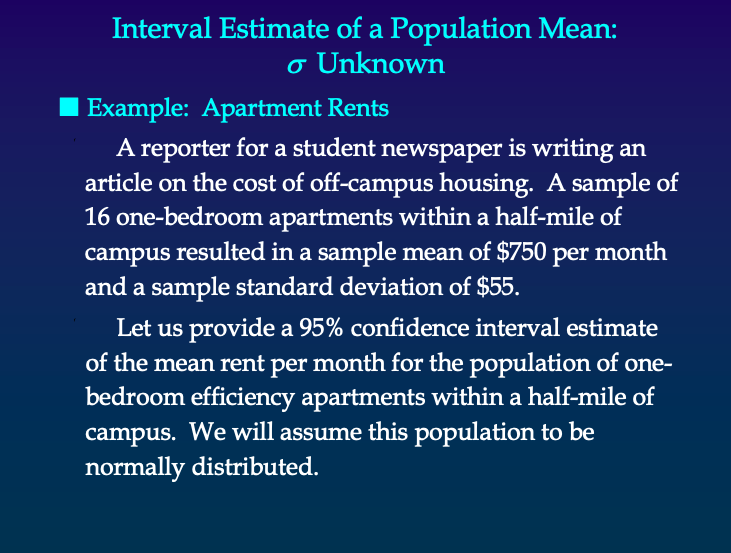 Interval Estimate of a Population Mean:
σ Unknown
Example: Apartment Rents
A reporter for a student newspaper is writing an
article on the cost of off-campus housing. A sample of
16 one-bedroom apartments within a half-mile of
campus resulted in a sample mean of $750 per month
and a sample standard deviation of $55.
Let us provide a 95% confidence interval estimate
of the mean rent per month for the population of one-
bedroom efficiency apartments within a half-mile of
campus. We will assume this population to be
normally distributed.